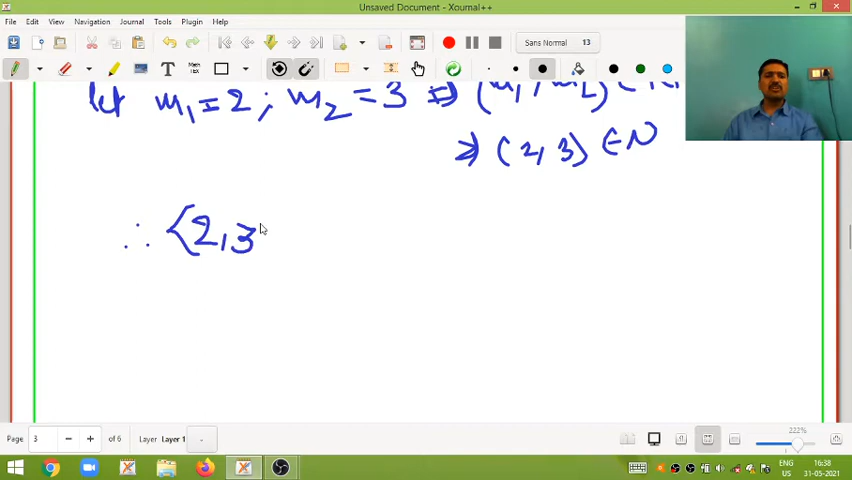 Unsaved Document - Xournal++
File Edit View Navigation Journal Tools Plugin Help
Sans Normal 13
let m1 = 2 ; m2 = 3 ⇒ (m1, m2) ∈
⇒ (2, 3) ∈ N
∴ {2,3
Page 3 of 6 Layer Layer 1 222%
ENG 16:38
US 31-05-2021